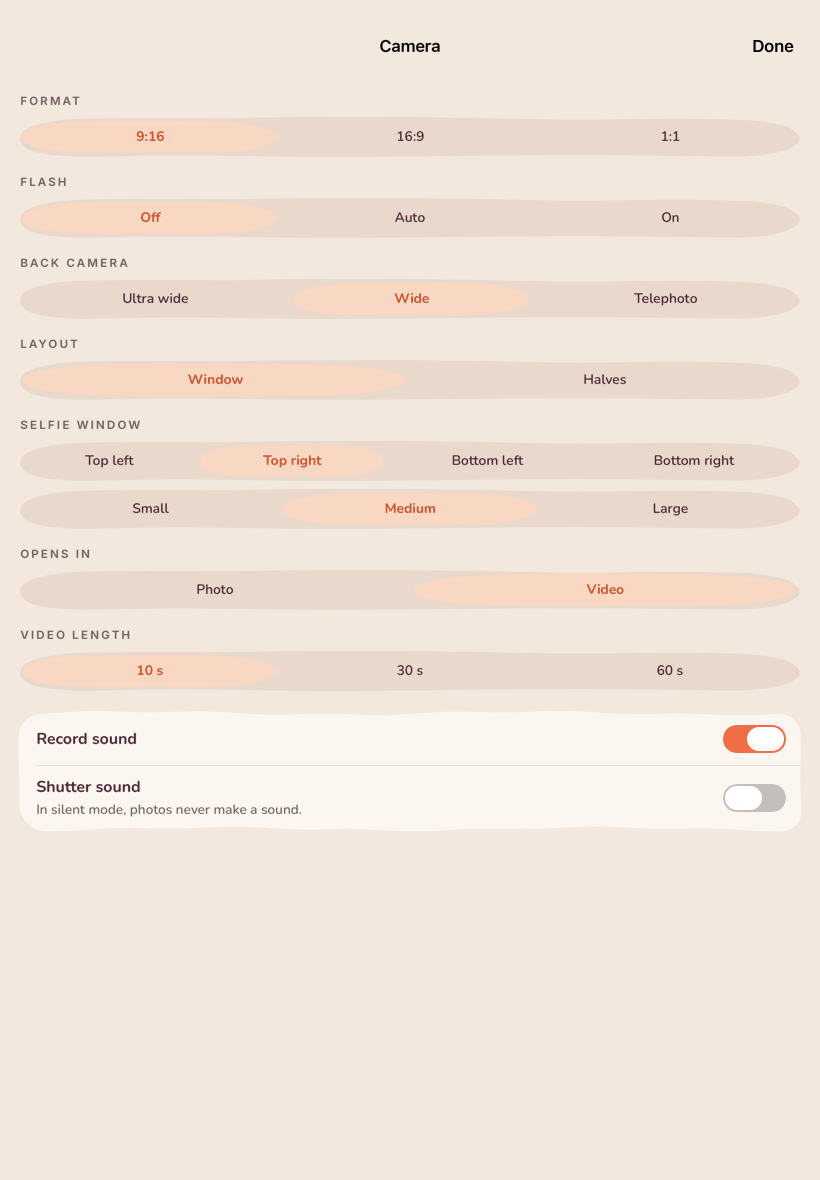 Camera Done
FORMAT
9:16 16:9 1:1
FLASH
Off Auto On
BACK CAMERA
Ultra wide Wide Telephoto
LAYOUT
Window Halves
SELFIE WINDOW
Top left Top right Bottom left Bottom right
Small Medium Large
OPENS IN
Photo Video
VIDEO LENGTH
10 s 30 s 60 s
Record sound
Shutter sound
In silent mode, photos never make a sound.